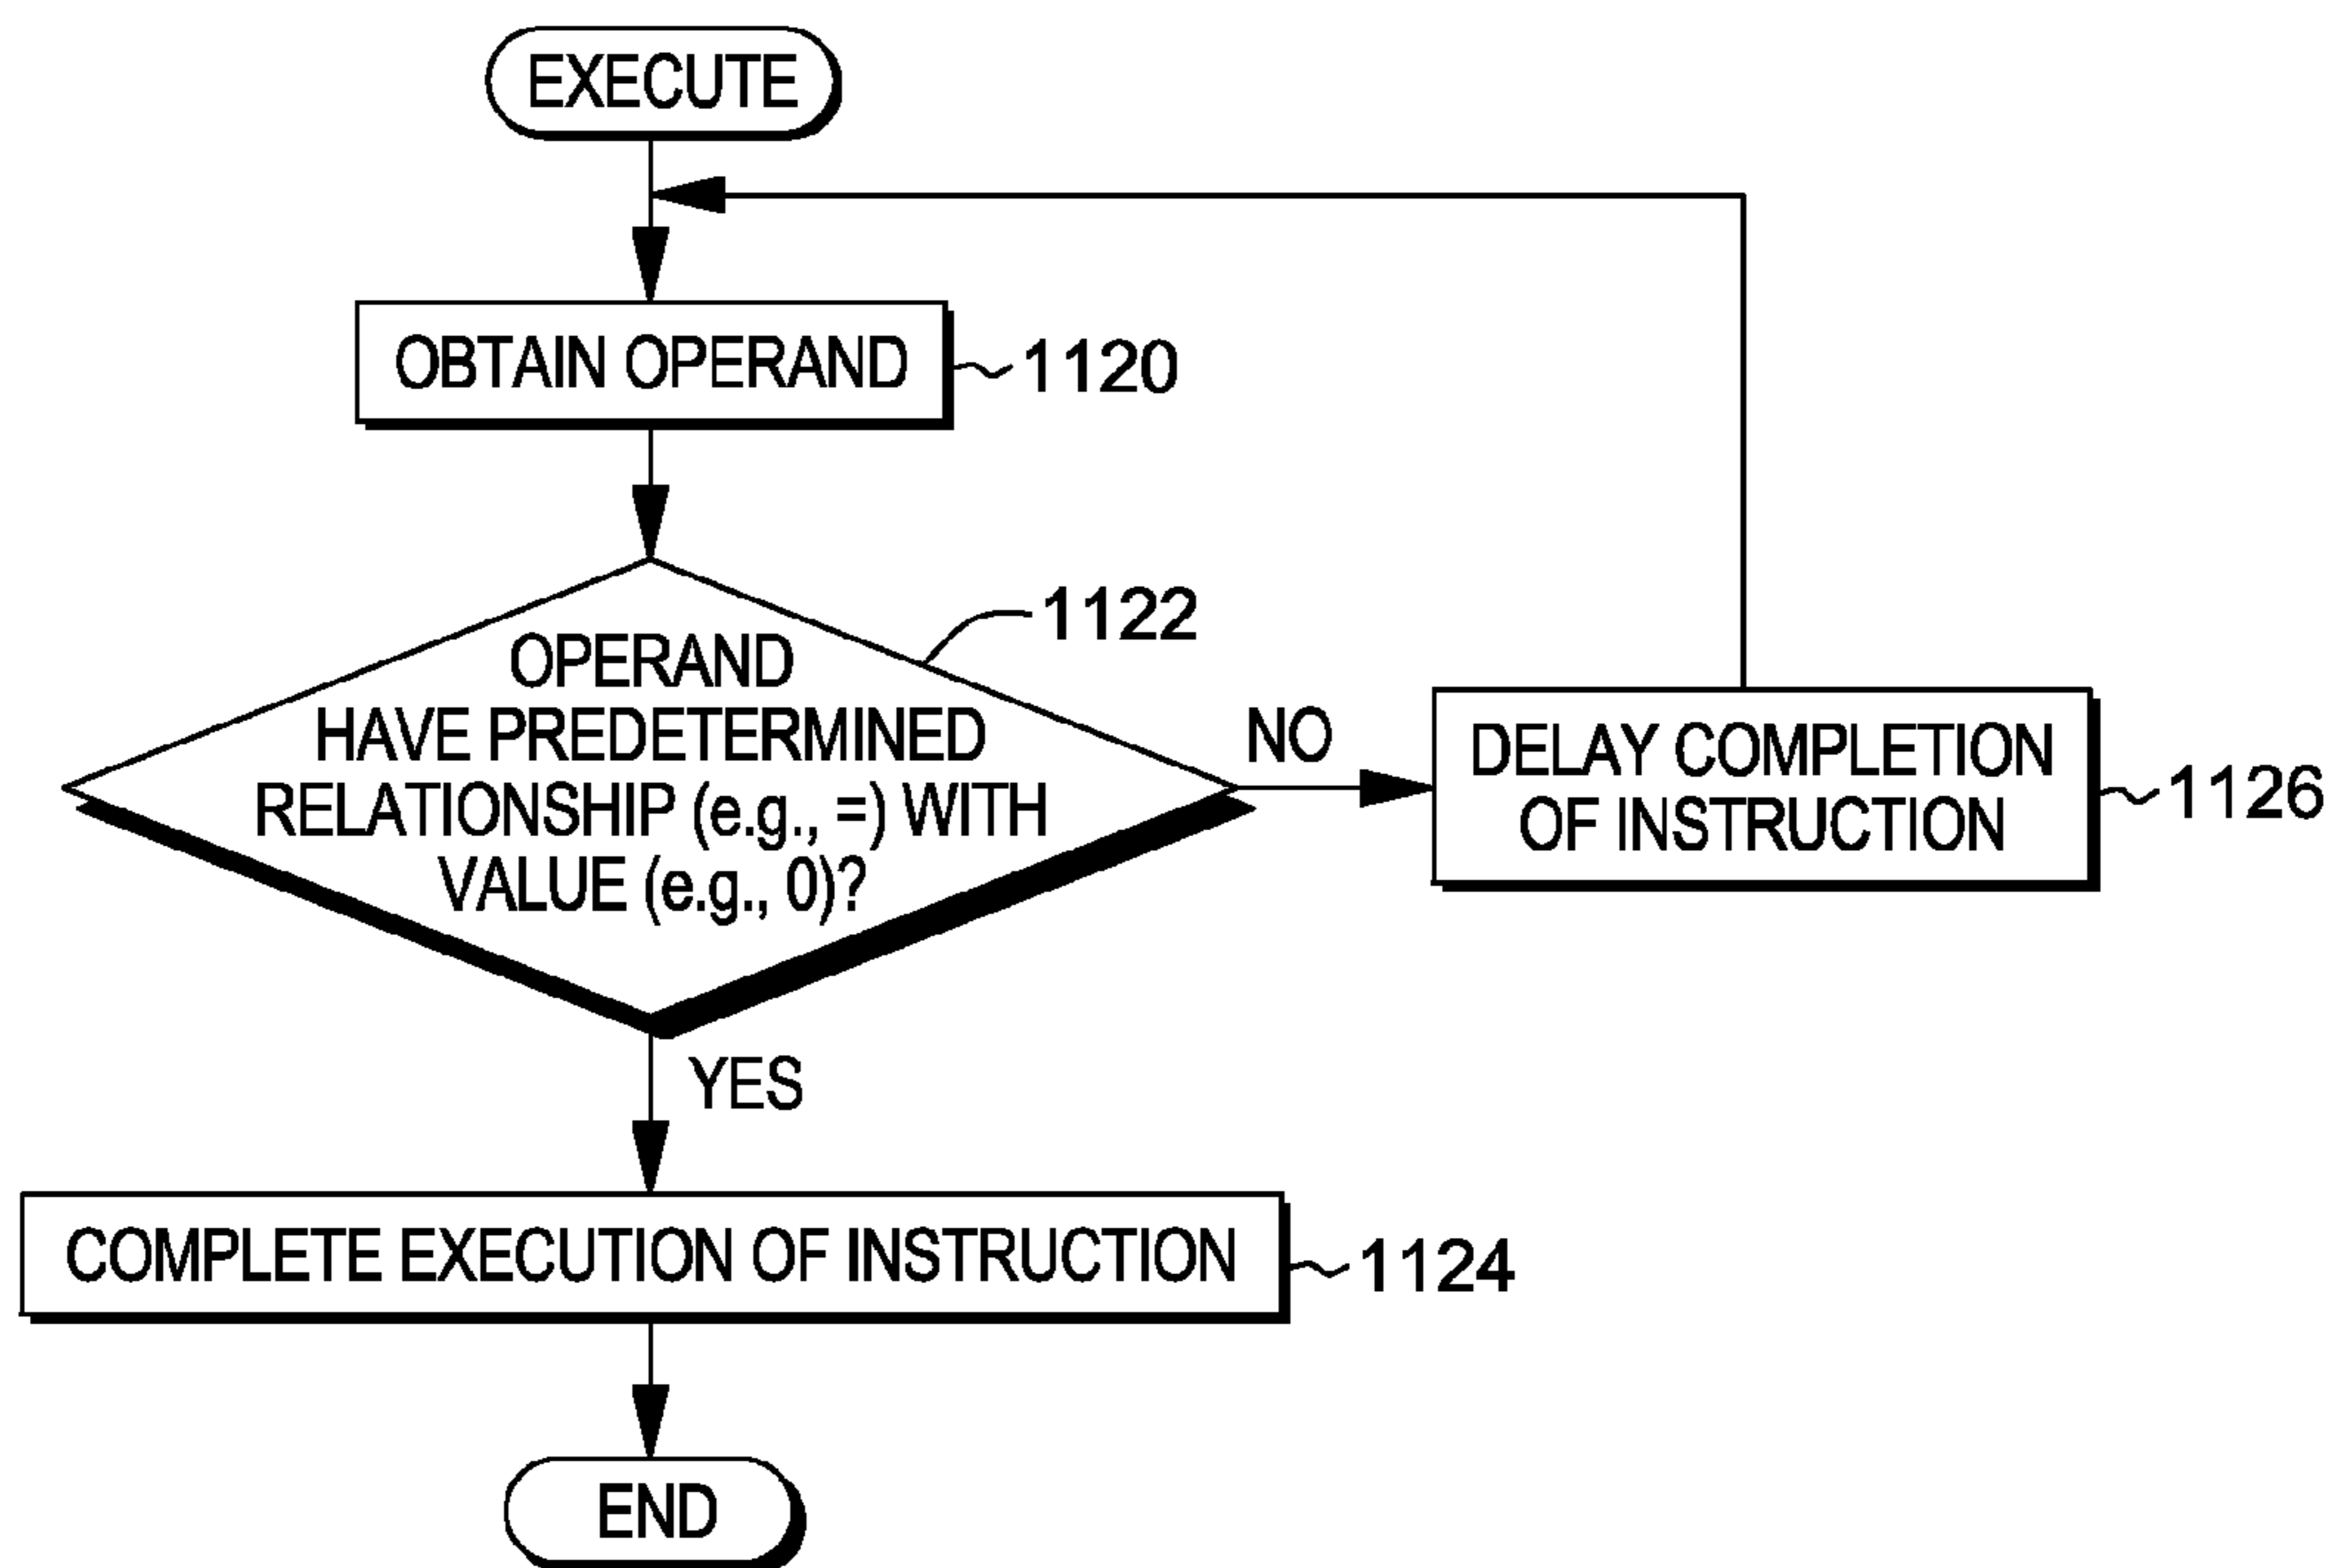 EXECUTE
OBTAIN OPERAND
1120
1122
OPERAND
HAVE PREDETERMINED
RELATIONSHIP (e.g., =) WITH
VALUE (e.g., 0)?
NO
DELAY COMPLETION
OF INSTRUCTION
1126
YES
COMPLETE EXECUTION OF INSTRUCTION
1124
END